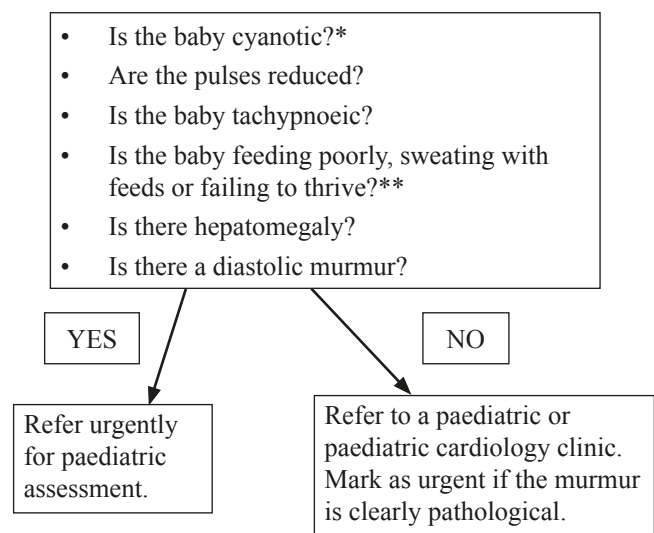 • Is the baby cyanotic?*
• Are the pulses reduced?
• Is the baby tachypnoeic?
• Is the baby feeding poorly, sweating with
feeds or failing to thrive?**
• Is there hepatomegaly?
• Is there a diastolic murmur?
YES
NO
Refer urgently
for paediatric
assessment.
Refer to a paediatric or
paediatric cardiology clinic.
Mark as urgent if the murmur
is clearly pathological.